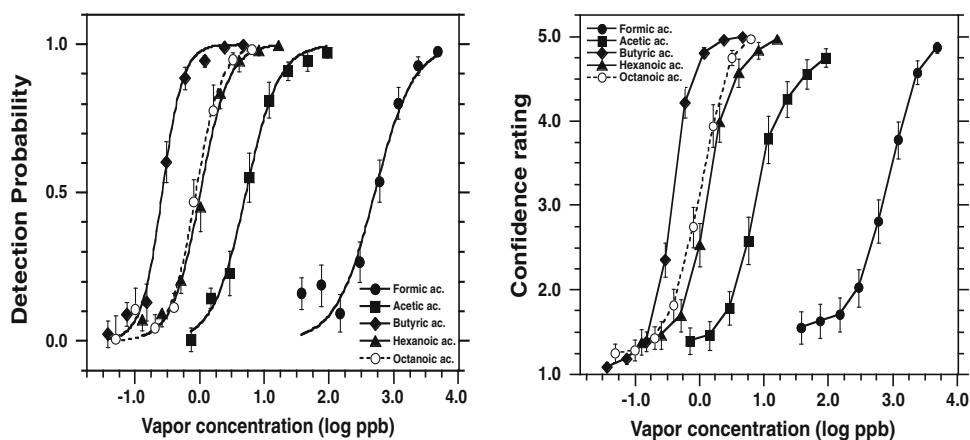 1.0
0.5
0.0
Detection Probability
-1.0 0.0 1.0 2.0 3.0 4.0
Vapor concentration (log ppb)
Formic ac.
Acetic ac.
Butyric ac.
Hexanoic ac.
Octanoic ac.
5.0
4.0
3.0
2.0
1.0
Confidence rating
-1.0 0.0 1.0 2.0 3.0 4.0
Vapor concentration (log ppb)
Formic ac.
Acetic ac.
Butyric ac.
Hexanoic ac.
Octanoic ac.